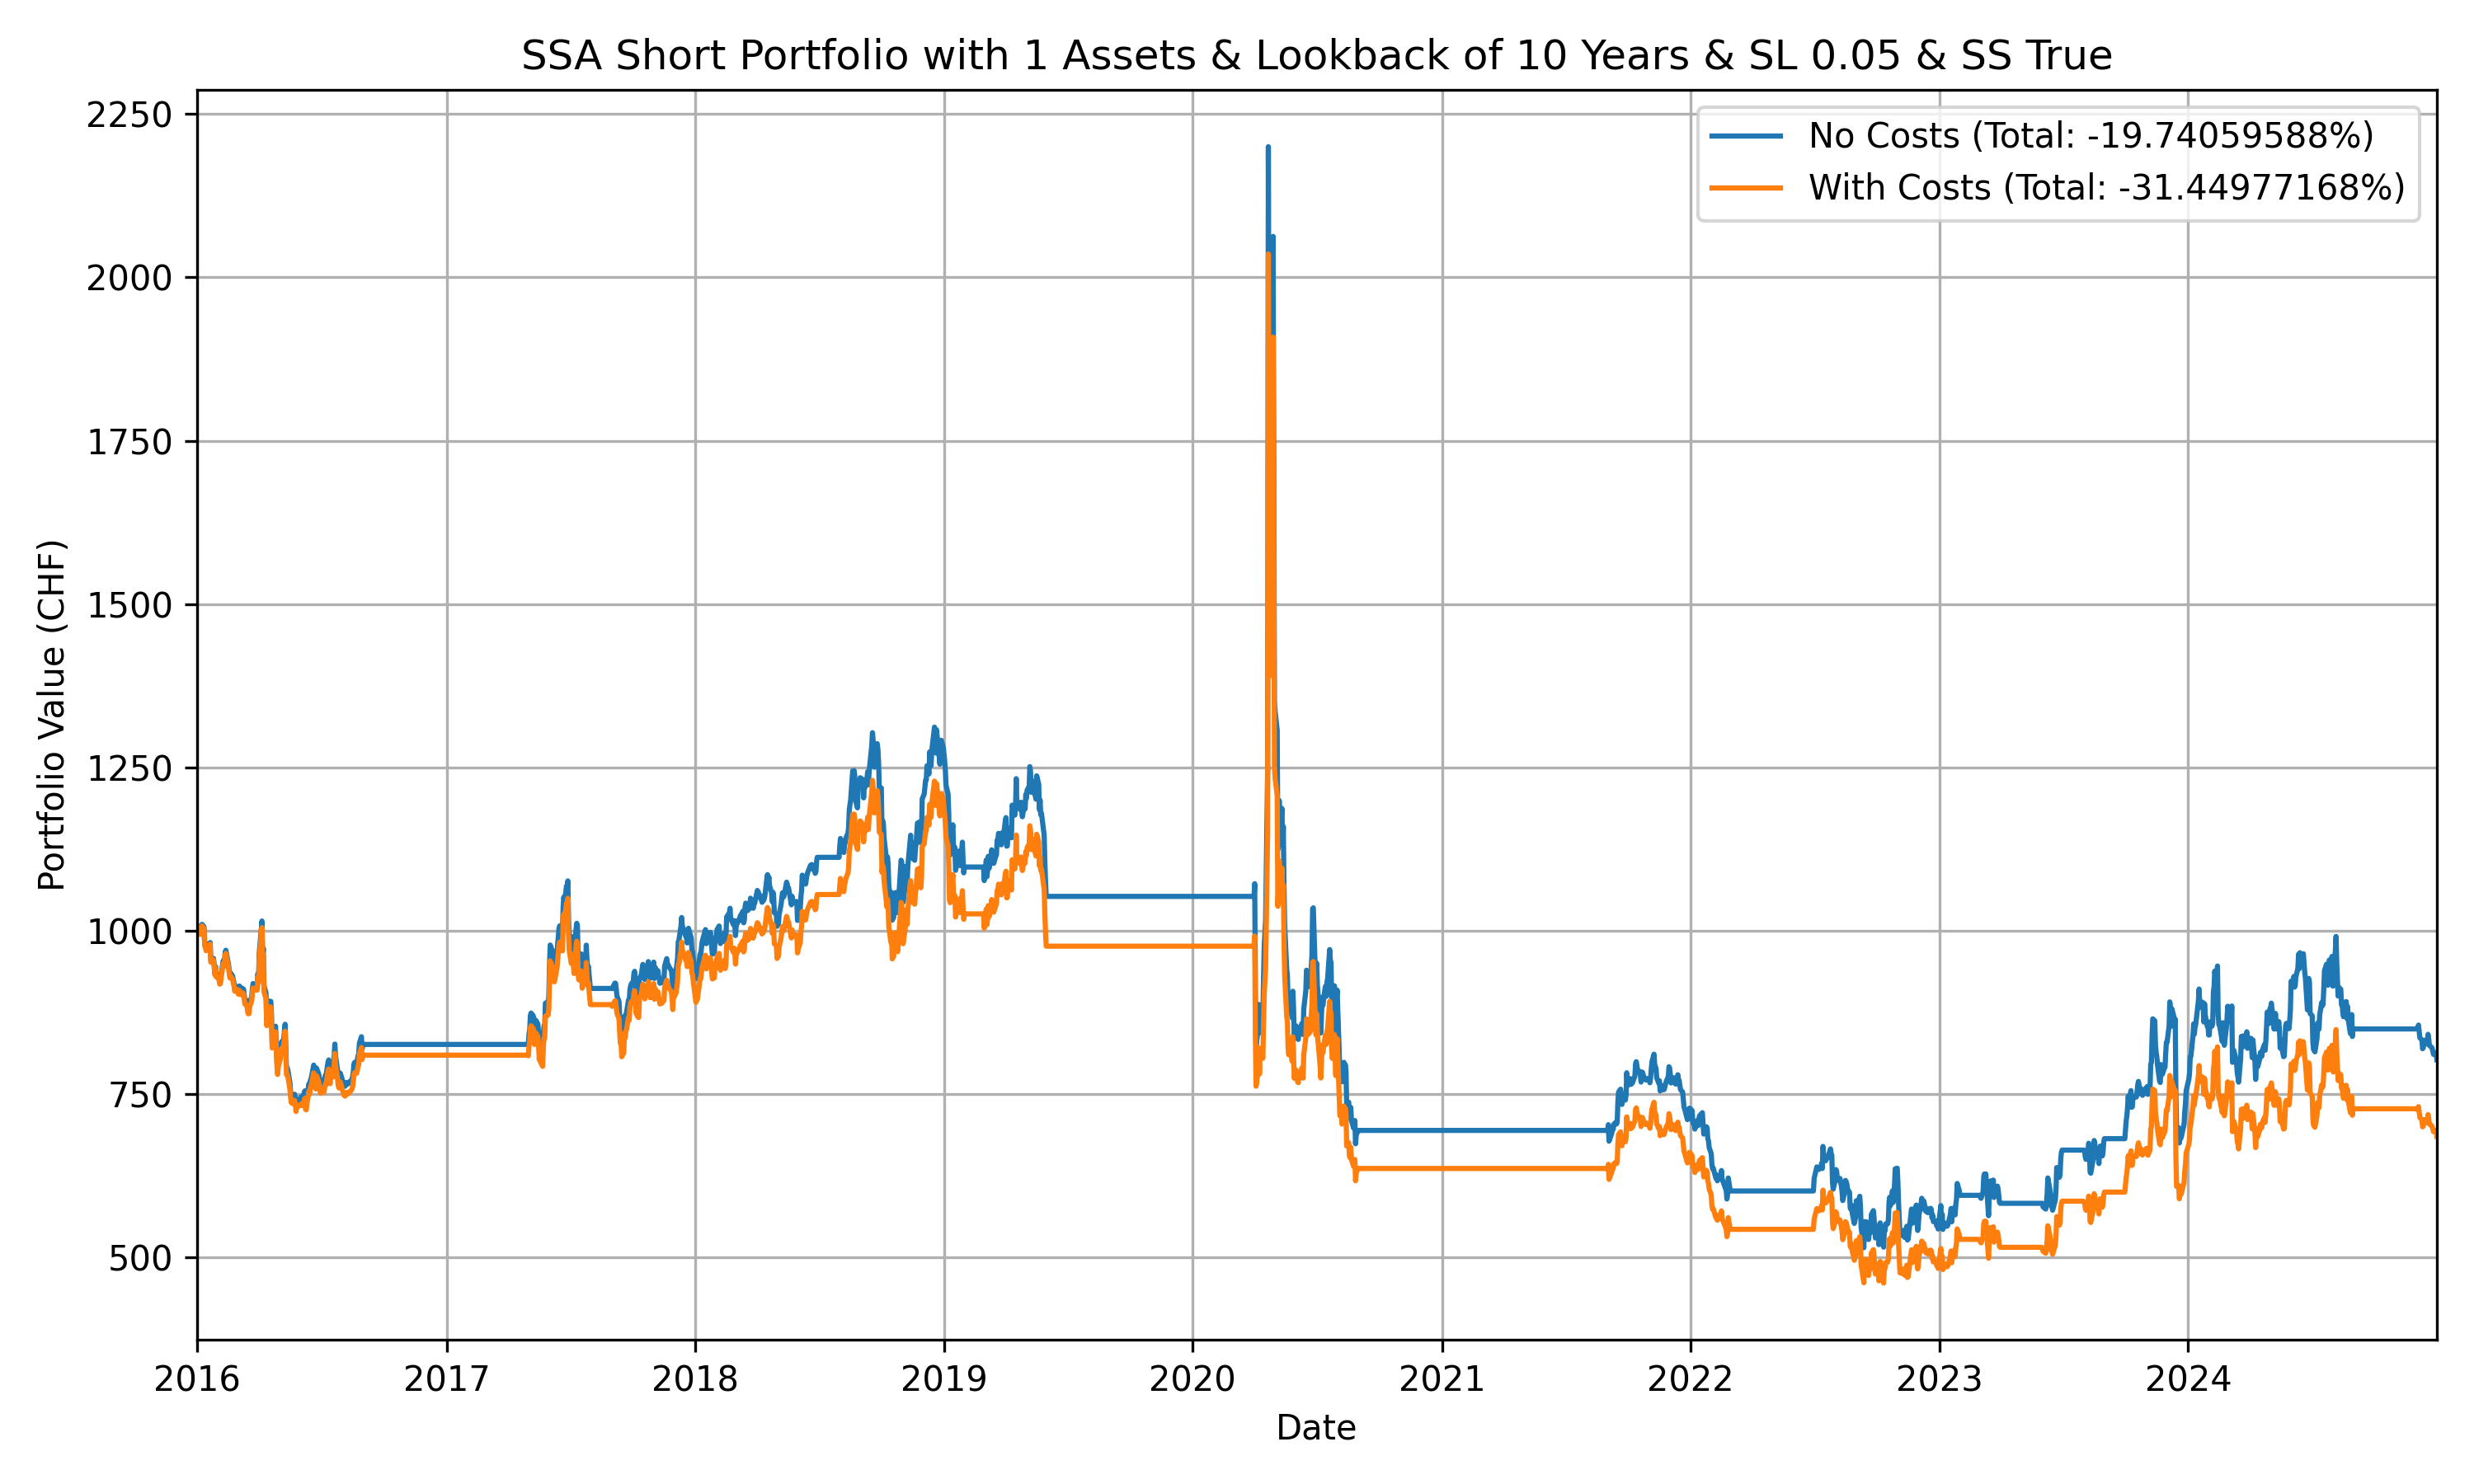 SSA Short Portfolio with 1 Assets & Lookback of 10 Years & SL 0.05 & SS True
No Costs (Total: -19.74059588%)
With Costs (Total: -31.44977168%)
Portfolio Value (CHF)
2250
2000
1750
1500
1250
1000
750
500
2016 2017 2018 2019 2020 2021 2022 2023 2024
Date